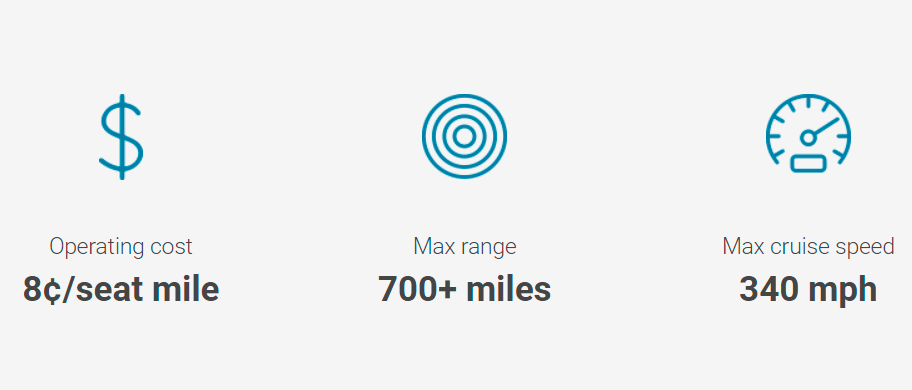 Operating cost
8¢/seat mile
Max range
700+ miles
Max cruise speed
340 mph